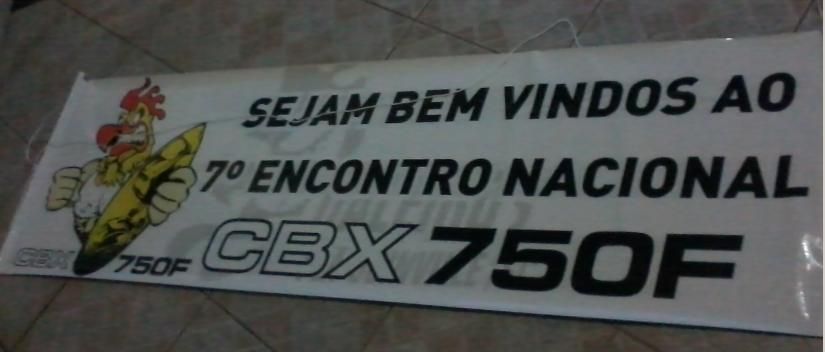 SEJAM BEM VINDOS AO
7º ENCONTRO NACIONAL
CBX 750F
CBX 750F